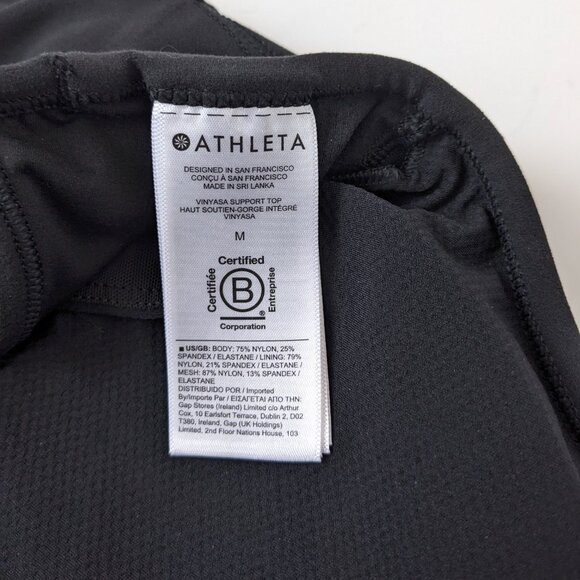 ATHLETA
DESIGNED IN SAN FRANCISCO
CONÇU À SAN FRANCISCO
MADE IN SRI LANKA
VINYASA SUPPORT TOP
HAUT SOUTIEN-GORGE INTÉGRÉ
VINYASA
M
Certified
Certifiée
B
Entreprise
®
Corporation
■ US/GB: BODY: 75% NYLON, 25%
SPANDEX / ELASTANE / LINING: 79%
NYLON, 21% SPANDEX / ELASTANE /
MESH: 87% NYLON, 13% SPANDEX /
ELASTANE
DISTRIBUIDO POR / Imported
By/Importe Par / ΕΙΣΑΓΕΤΑΙ ΑΠΟ ΤΗΝ:
Gap Stores (Ireland) Limited c/o Arthur
Cox, 10 Earlsfort Terrace, Dublin 2, D02
T380, Ireland, Gap (UK Holdings)
Limited, 2nd Floor Nations House, 103